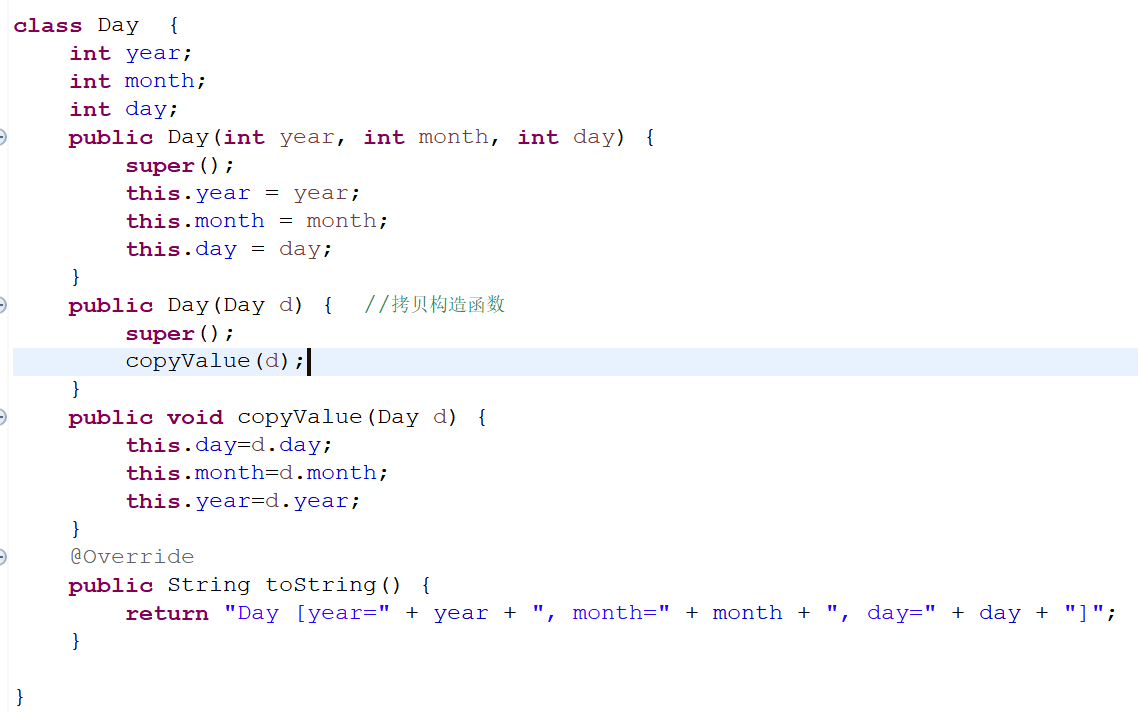 class Day  {
    int year;
    int month;
    int day;
    public Day(int year, int month, int day) {
        super();
        this.year = year;
        this.month = month;
        this.day = day;
    }
    public Day(Day d) {  //拷贝构造函数
        super();
        copyValue(d);
    }
    public void copyValue(Day d) {
        this.day=d.day;
        this.month=d.month;
        this.year=d.year;
    }
    @Override
    public String toString() {
        return "Day [year=" + year + ", month=" + month + ", day=" + day + "]";
    }

}